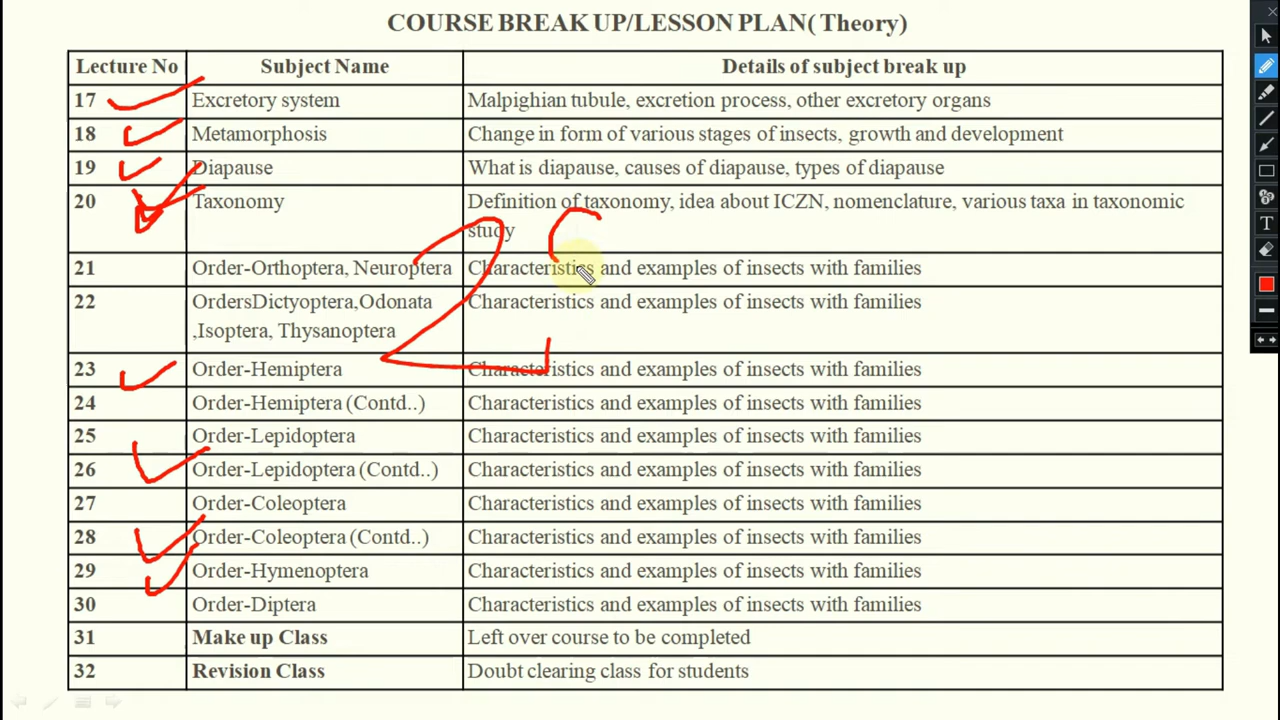 COURSE BREAK UP/LESSON PLAN( Theory)
Lecture No Subject Name Details of subject break up
17 Excretory system Malpighian tubule, excretion process, other excretory organs
18 Metamorphosis Change in form of various stages of insects, growth and development
19 Diapause What is diapause, causes of diapause, types of diapause
20 Taxonomy Definition of taxonomy, idea about ICZN, nomenclature, various taxa in taxonomic
study
21 Order-Orthoptera, Neuroptera Characteristics and examples of insects with families
22 OrdersDictyoptera,Odonata Characteristics and examples of insects with families
,Isoptera, Thysanoptera
23 Order-Hemiptera Characteristics and examples of insects with families
24 Order-Hemiptera (Contd..) Characteristics and examples of insects with families
25 Order-Lepidoptera Characteristics and examples of insects with families
26 Order-Lepidoptera (Contd..) Characteristics and examples of insects with families
27 Order-Coleoptera Characteristics and examples of insects with families
28 Order-Coleoptera (Contd..) Characteristics and examples of insects with families
29 Order-Hymenoptera Characteristics and examples of insects with families
30 Order-Diptera Characteristics and examples of insects with families
31 Make up Class Left over course to be completed
32 Revision Class Doubt clearing class for students